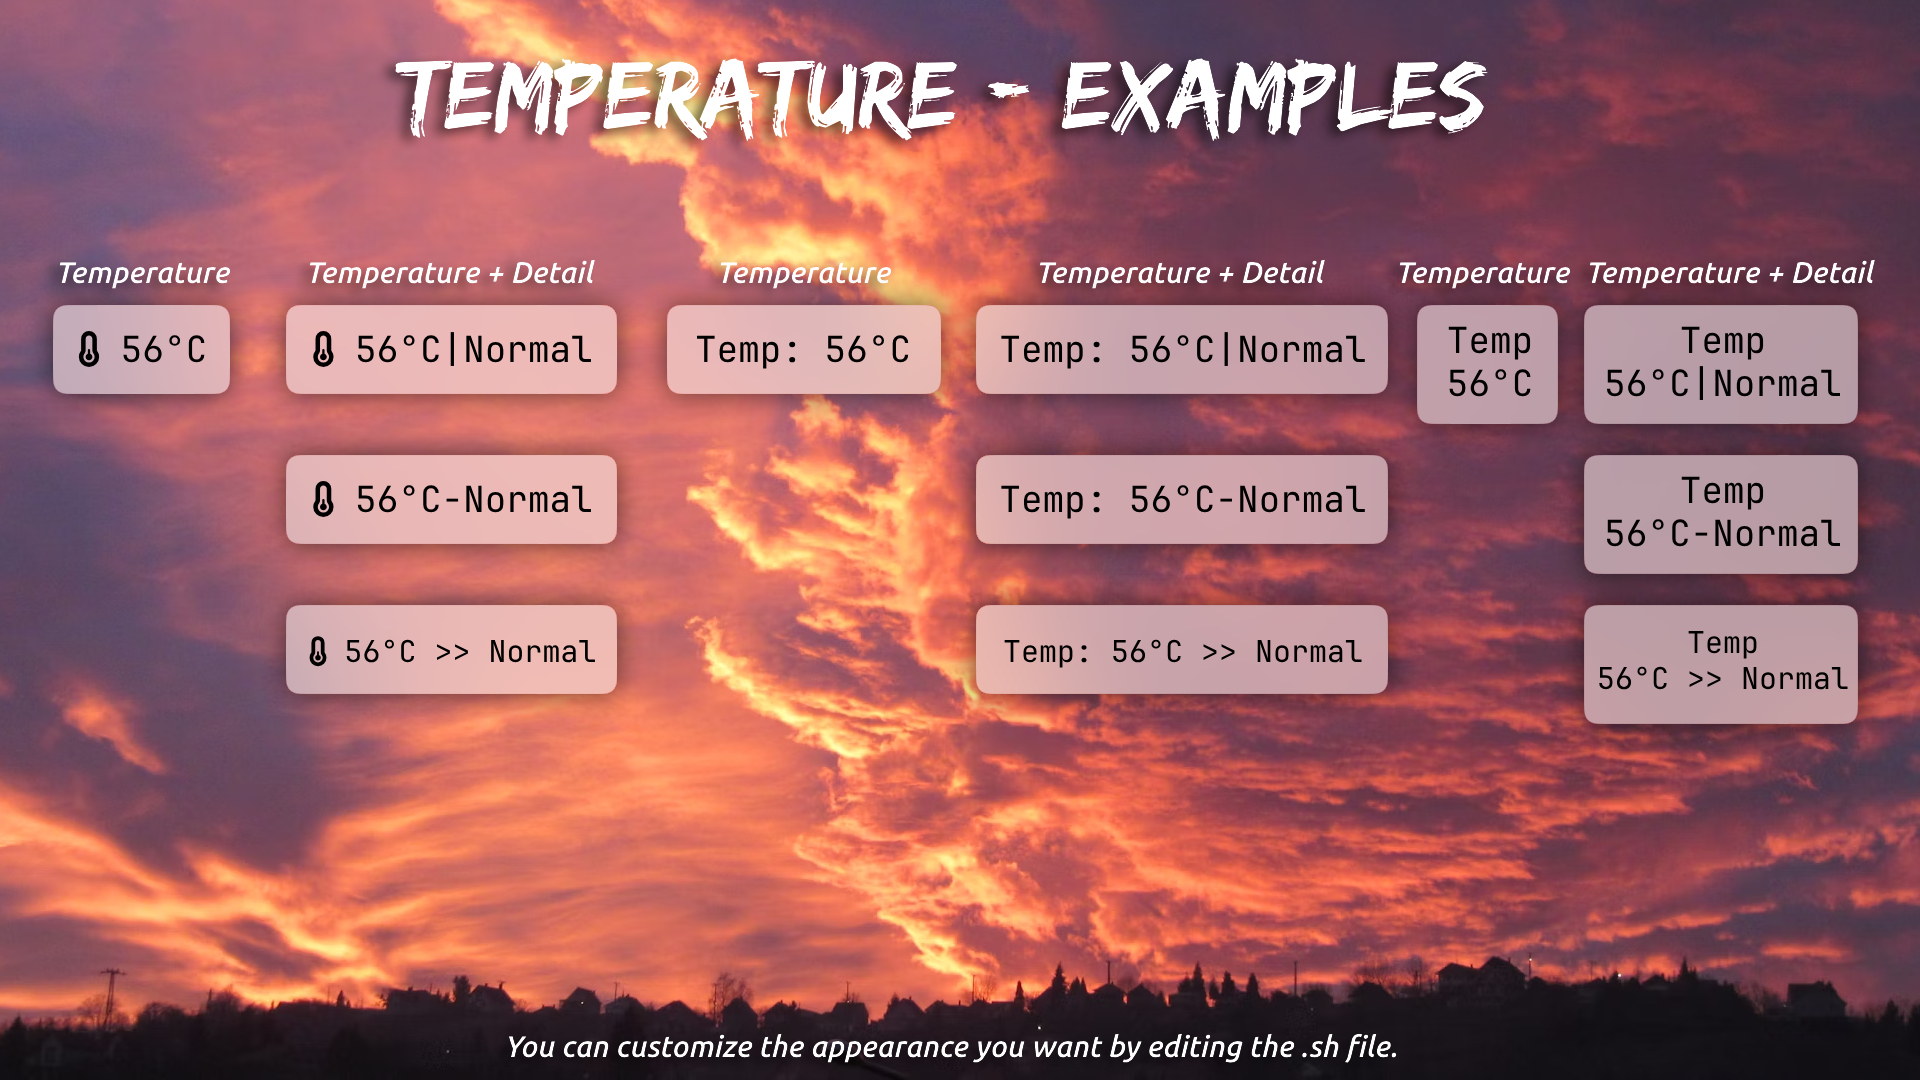 TEMPERATURE - EXAMPLES
Temperature
Temperature + Detail
Temperature
Temperature + Detail
Temperature
Temperature + Detail
56°C
56°C|Normal
Temp: 56°C
Temp: 56°C|Normal
Temp
56°C
Temp
56°C|Normal
56°C-Normal
Temp: 56°C-Normal
Temp
56°C-Normal
56°C >> Normal
Temp: 56°C >> Normal
Temp
56°C >> Normal
You can customize the appearance you want by editing the .sh file.